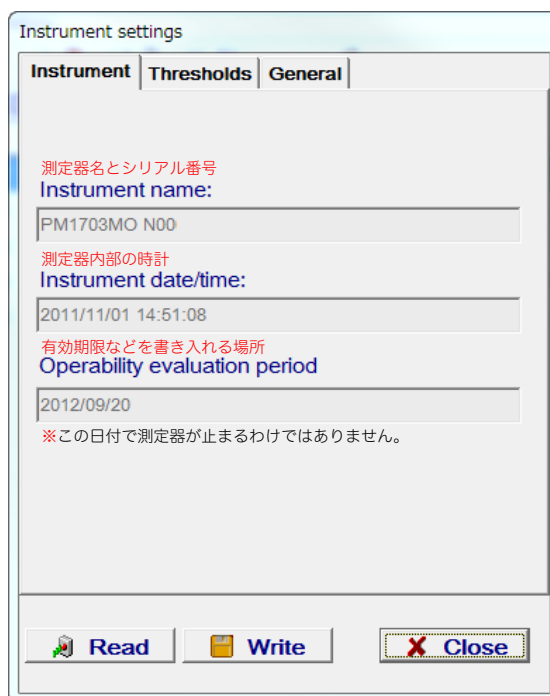 Instrument settings
Instrument Thresholds General
測定器名とシリアル番号
Instrument name:
PM1703MO N00
測定器内部の時計
Instrument date/time:
2011/11/01 14:51:08
有効期限などを書き入れる場所
Operability evaluation period
2012/09/20
※この日付で測定器が止まるわけではありません。
Read Write Close